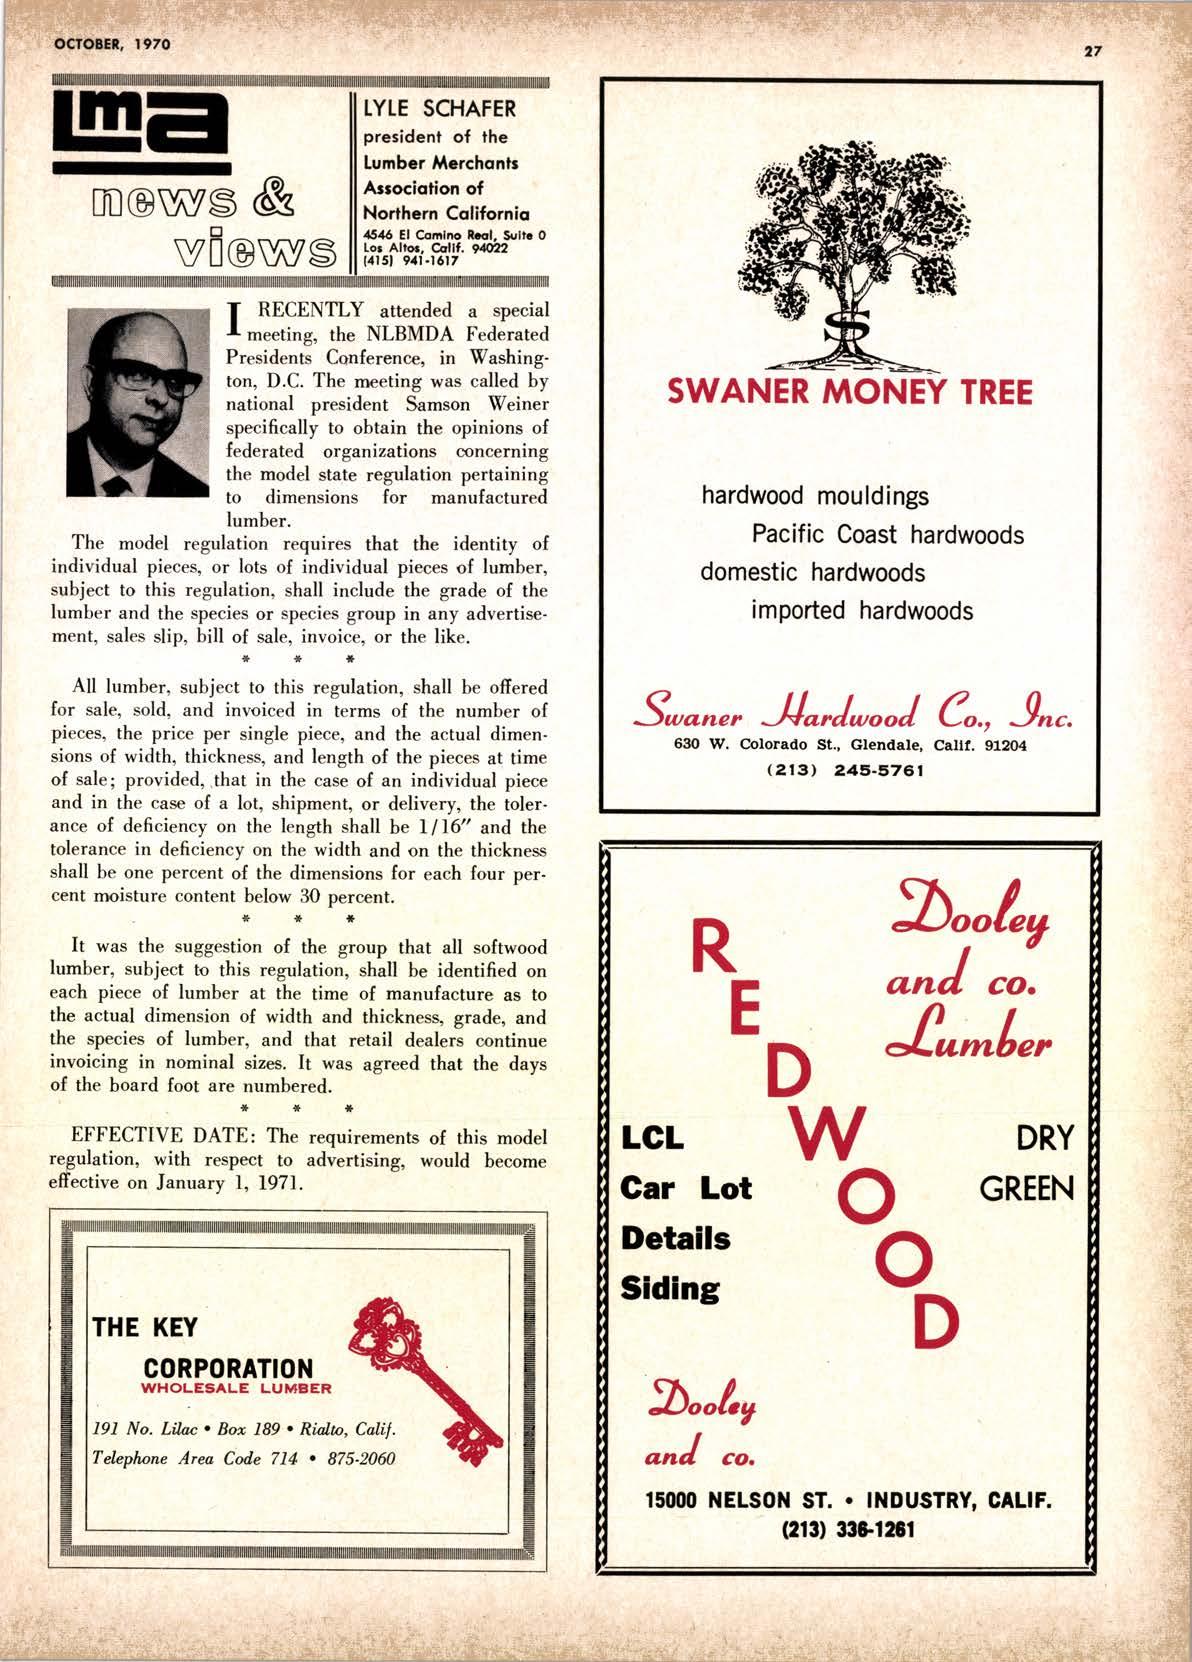 OCTOBER, 1970
27
Lma
news &
views
LYLE SCHAFER
president of the
Lumber Merchants
Association of
Northern California
4546 El Camino Real, Suite O
Los Altos, Calif. 94022
(415) 941-1617
I RECENTLY attended a special
meeting, the NLBMDA Federated
Presidents Conference, in Washing-
ton, D.C. The meeting was called by
national president Samson Weiner
specifically to obtain the opinions of
federated organizations concerning
the model state regulation pertaining
to dimensions for manufactured
lumber.
The model regulation requires that the identity of
individual pieces, or lots of individual pieces of lumber,
subject to this regulation, shall include the grade of the
lumber and the species or species group in any advertise-
ment, sales slip, bill of sale, invoice, or the like.
* * *
All lumber, subject to this regulation, shall be offered
for sale, sold, and invoiced in terms of the number of
pieces, the price per single piece, and the actual dimen-
sions of width, thickness, and length of the pieces at time
of sale; provided, that in the case of an individual piece
and in the case of a lot, shipment, or delivery, the toler-
ance of deficiency on the length shall be 1/16" and the
tolerance in deficiency on the width and on the thickness
shall be one percent of the dimensions for each four per-
cent moisture content below 30 percent.
* * *
It was the suggestion of the group that all softwood
lumber, subject to this regulation, shall be identified on
each piece of lumber at the time of manufacture as to
the actual dimension of width and thickness, grade, and
the species of lumber, and that retail dealers continue
invoicing in nominal sizes. It was agreed that the days
of the board foot are numbered.
* * *
EFFECTIVE DATE: The requirements of this model
regulation, with respect to advertising, would become
effective on January 1, 1971.
THE KEY
CORPORATION
WHOLESALE LUMBER
191 No. Lilac • Box 189 • Rialto, Calif.
Telephone Area Code 714 • 875-2060
S
SWANER MONEY TREE
hardwood mouldings
Pacific Coast hardwoods
domestic hardwoods
imported hardwoods
Swaner Hardwood Co., Inc.
630 W. Colorado St., Glendale, Calif. 91204
(213) 245-5761
Dooley
and co.
Lumber
REDWOOD
LCL
Car Lot
Details
Siding
DRY
GREEN
Dooley
and co.
15000 NELSON ST. • INDUSTRY, CALIF.
(213) 336-1261